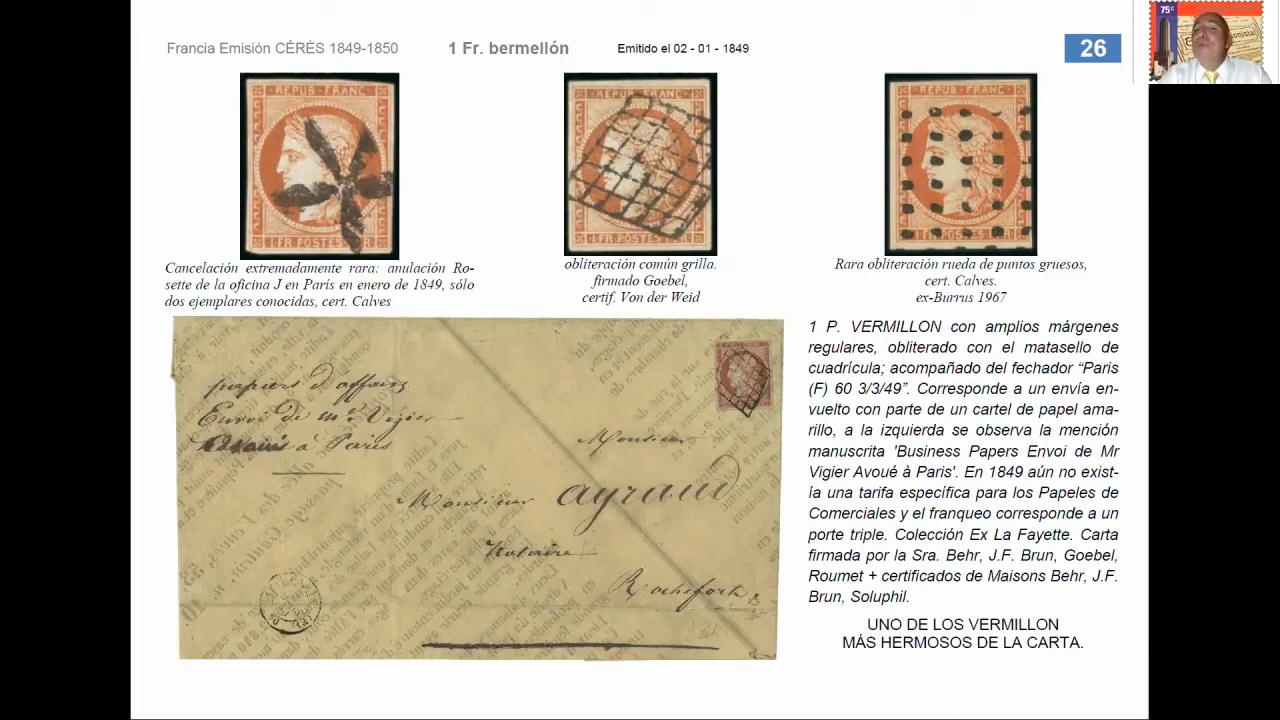 Francia Emisión CÉRÈS 1849-1850
1 Fr. bermellón
Emitido el 02 - 01 - 1849
26
75c
REPUB·FRANC
1 FR POSTES 1 FR
REPUB·FRANC
1 FR POSTES 1 FR
REPUB·FRANC
1 FR POSTES 1 FR
Cancelación extremadamente rara: anulación Ro-
sette de la oficina J en París en enero de 1849, sólo
dos ejemplares conocidas, cert. Calves
obliteración común grilla.
firmado Goebel,
certif. Von der Weid
Rara obliteración rueda de puntos gruesos,
cert. Calves.
ex-Burrus 1967
papiers d'affaires
Envoi de Mr. Vigier
à Paris
Monsieur
Monsieur Ayraud
Notaire
Rochefort.
1 P. VERMILLON con amplios márgenes
regulares, obliterado con el matasello de
cuadrícula; acompañado del fechador “Paris
(F) 60 3/3/49”. Corresponde a un envía en-
vuelto con parte de un cartel de papel ama-
rillo, a la izquierda se observa la mención
manuscrita 'Business Papers Envoi de Mr
Vigier Avoué à Paris'. En 1849 aún no exist-
ía una tarifa específica para los Papeles de
Comerciales y el franqueo corresponde a un
porte triple. Colección Ex La Fayette. Carta
firmada por la Sra. Behr, J.F. Brun, Goebel,
Roumet + certificados de Maisons Behr, J.F.
Brun, Soluphil.
UNO DE LOS VERMILLON
MÁS HERMOSOS DE LA CARTA.